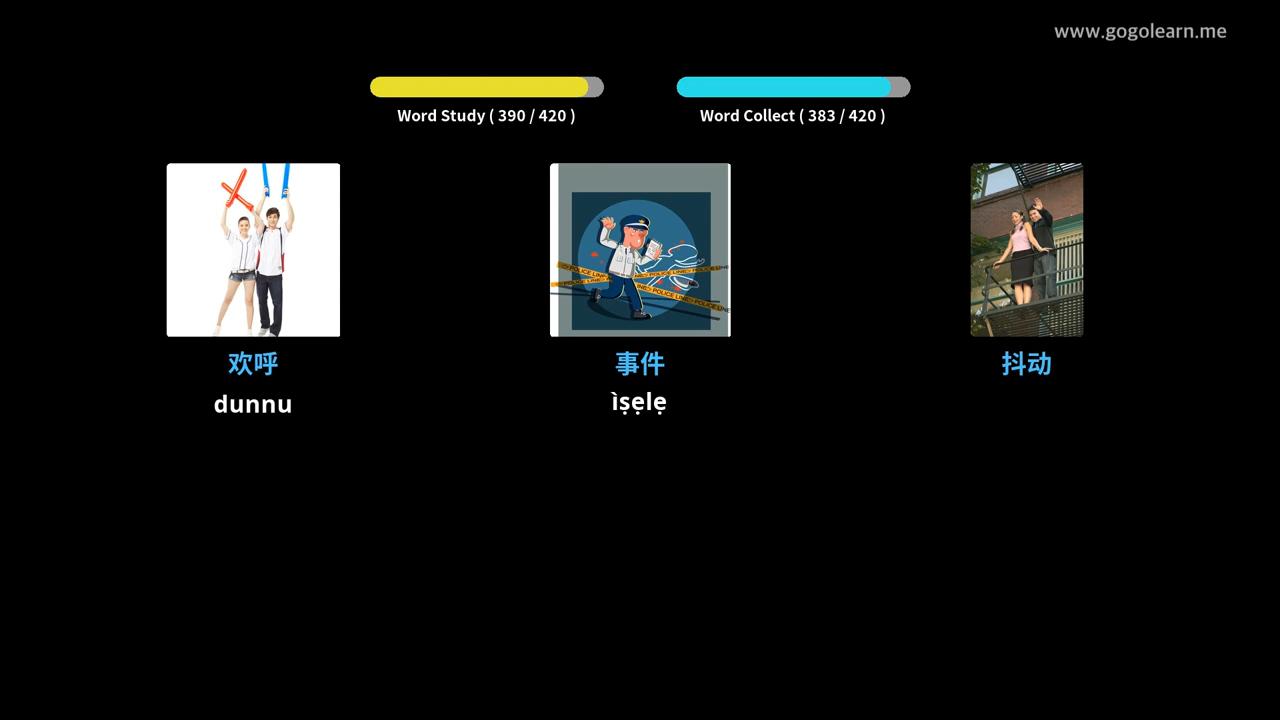 www.gogolearn.me
Word Study ( 390 / 420 )
Word Collect ( 383 / 420 )
欢呼
事件
抖动
dunnu
ìṣẹlẹ